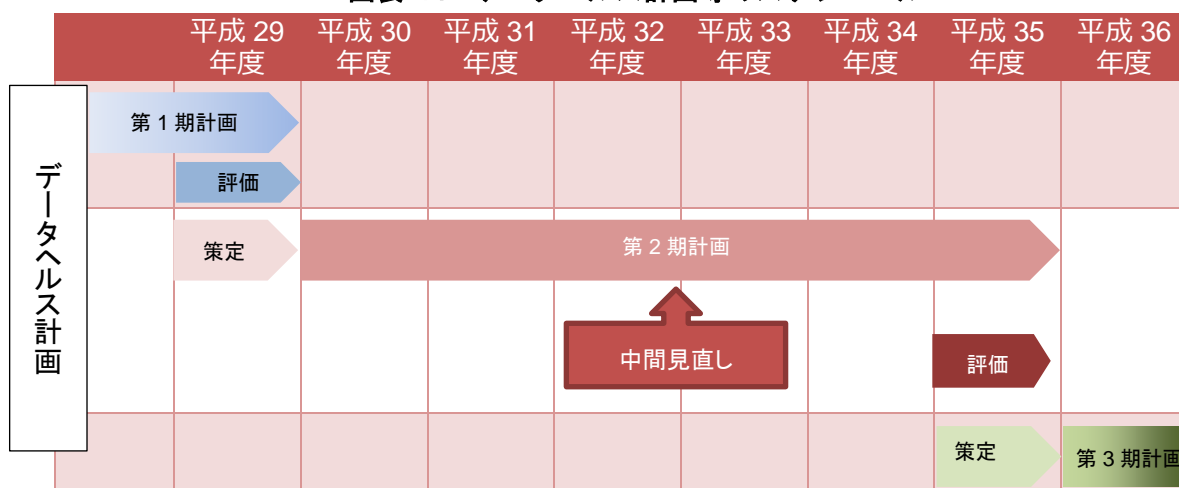 平成 29
年度
平成 30
年度
平成 31
年度
平成 32
年度
平成 33
年度
平成 34
年度
平成 35
年度
平成 36
年度
データヘルス計画
第 1 期計画
評価
策定
第 2 期計画
中間見直し
評価
策定
第 3 期計画